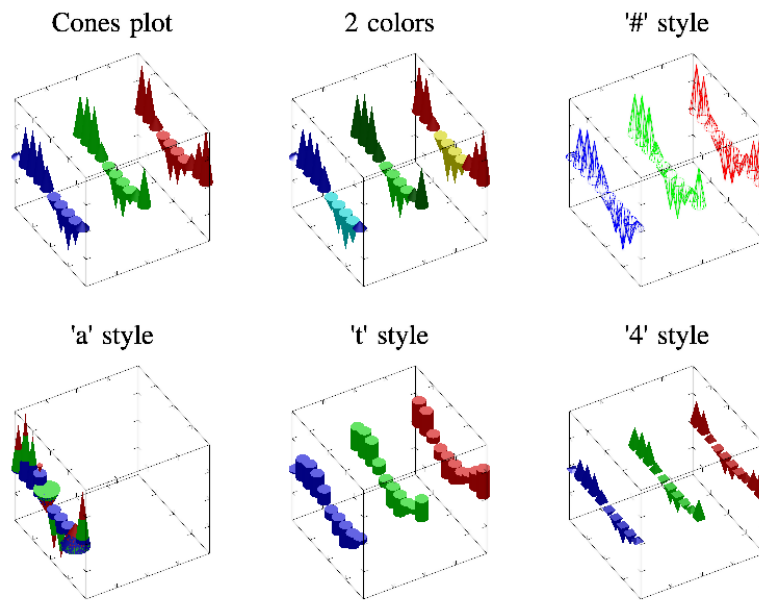 Cones plot
2 colors
'#' style
'a' style
't' style
'4' style